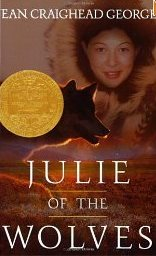 EAN CRAIGHEAD GEORGE
JULIE
OF THE
WOLVES